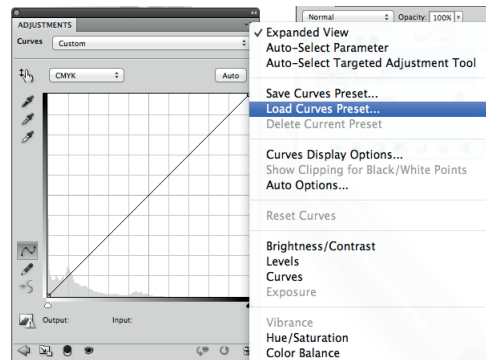 ADJUSTMENTS
Curves Custom
CMYK Auto
Output: Input:
Normal Opacity: 100%
✓ Expanded View
Auto-Select Parameter
Auto-Select Targeted Adjustment Tool
Save Curves Preset...
Load Curves Preset...
Delete Current Preset
Curves Display Options...
Show Clipping for Black/White Points
Auto Options...
Reset Curves
Brightness/Contrast
Levels
Curves
Exposure
Vibrance
Hue/Saturation
Color Balance